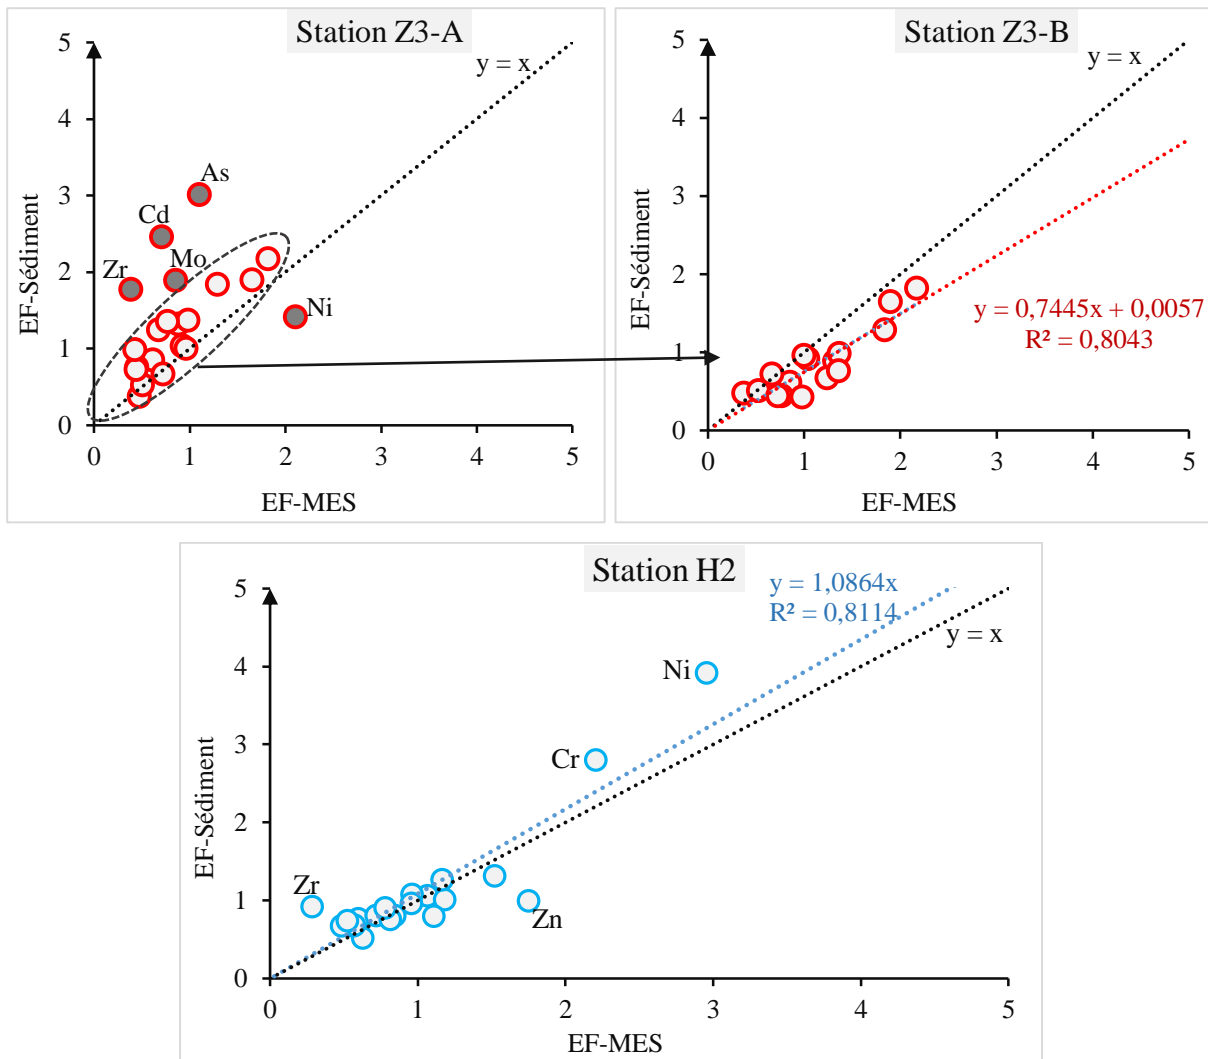 Station Z3-A
5
4
3
2
1
0
0
1
2
3
4
5
EF-Sédiment
EF-MES
y = x
As
Cd
Mo
Zr
Ni
Station Z3-B
5
4
3
2
1
0
0
1
2
3
4
5
EF-Sédiment
EF-MES
y = x
y = 0,7445x + 0,0057
R² = 0,8043
Station H2
5
4
3
2
1
0
0
1
2
3
4
5
EF-Sédiment
EF-MES
y = 1,0864x
R² = 0,8114
y = x
Ni
Cr
Zr
Zn